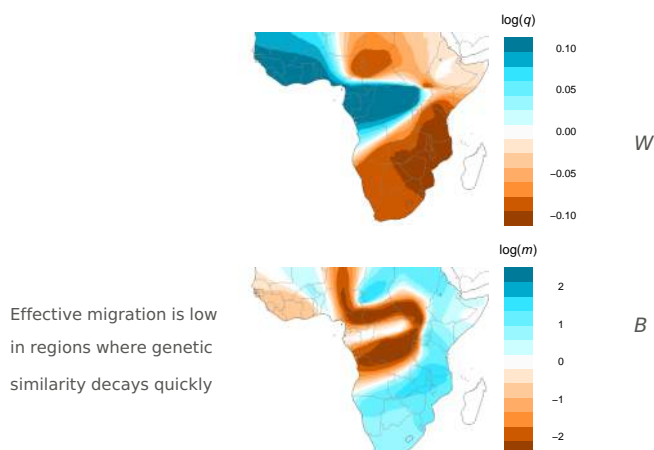 log(q)
0.10
0.05
0.00
−0.05
−0.10
W
log(m)
2
1
0
−1
−2
B
Effective migration is low
in regions where genetic
similarity decays quickly